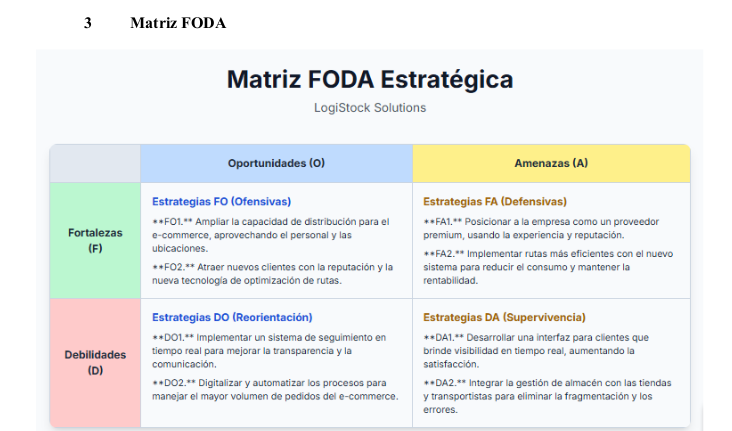 3 Matriz FODA
Matriz FODA Estratégica
LogiStock Solutions
Oportunidades (O)
Amenazas (A)
Fortalezas
(F)
Estrategias FO (Ofensivas)
**FO1.** Ampliar la capacidad de distribución para el
e-commerce, aprovechando el personal y las
ubicaciones.
**FO2.** Atraer nuevos clientes con la reputación y la
nueva tecnología de optimización de rutas.
Estrategias FA (Defensivas)
**FA1.** Posicionar a la empresa como un proveedor
premium, usando la experiencia y reputación.
**FA2.** Implementar rutas más eficientes con el nuevo
sistema para reducir el consumo y mantener la
rentabilidad.
Debilidades
(D)
Estrategias DO (Reorientación)
**DO1.** Implementar un sistema de seguimiento en
tiempo real para mejorar la transparencia y la
comunicación.
**DO2.** Digitalizar y automatizar los procesos para
manejar el mayor volumen de pedidos del e-commerce.
Estrategias DA (Supervivencia)
**DA1.** Desarrollar una interfaz para clientes que
brinde visibilidad en tiempo real, aumentando la
satisfacción.
**DA2.** Integrar la gestión de almacén con las tiendas
y transportistas para eliminar la fragmentación y los
errores.